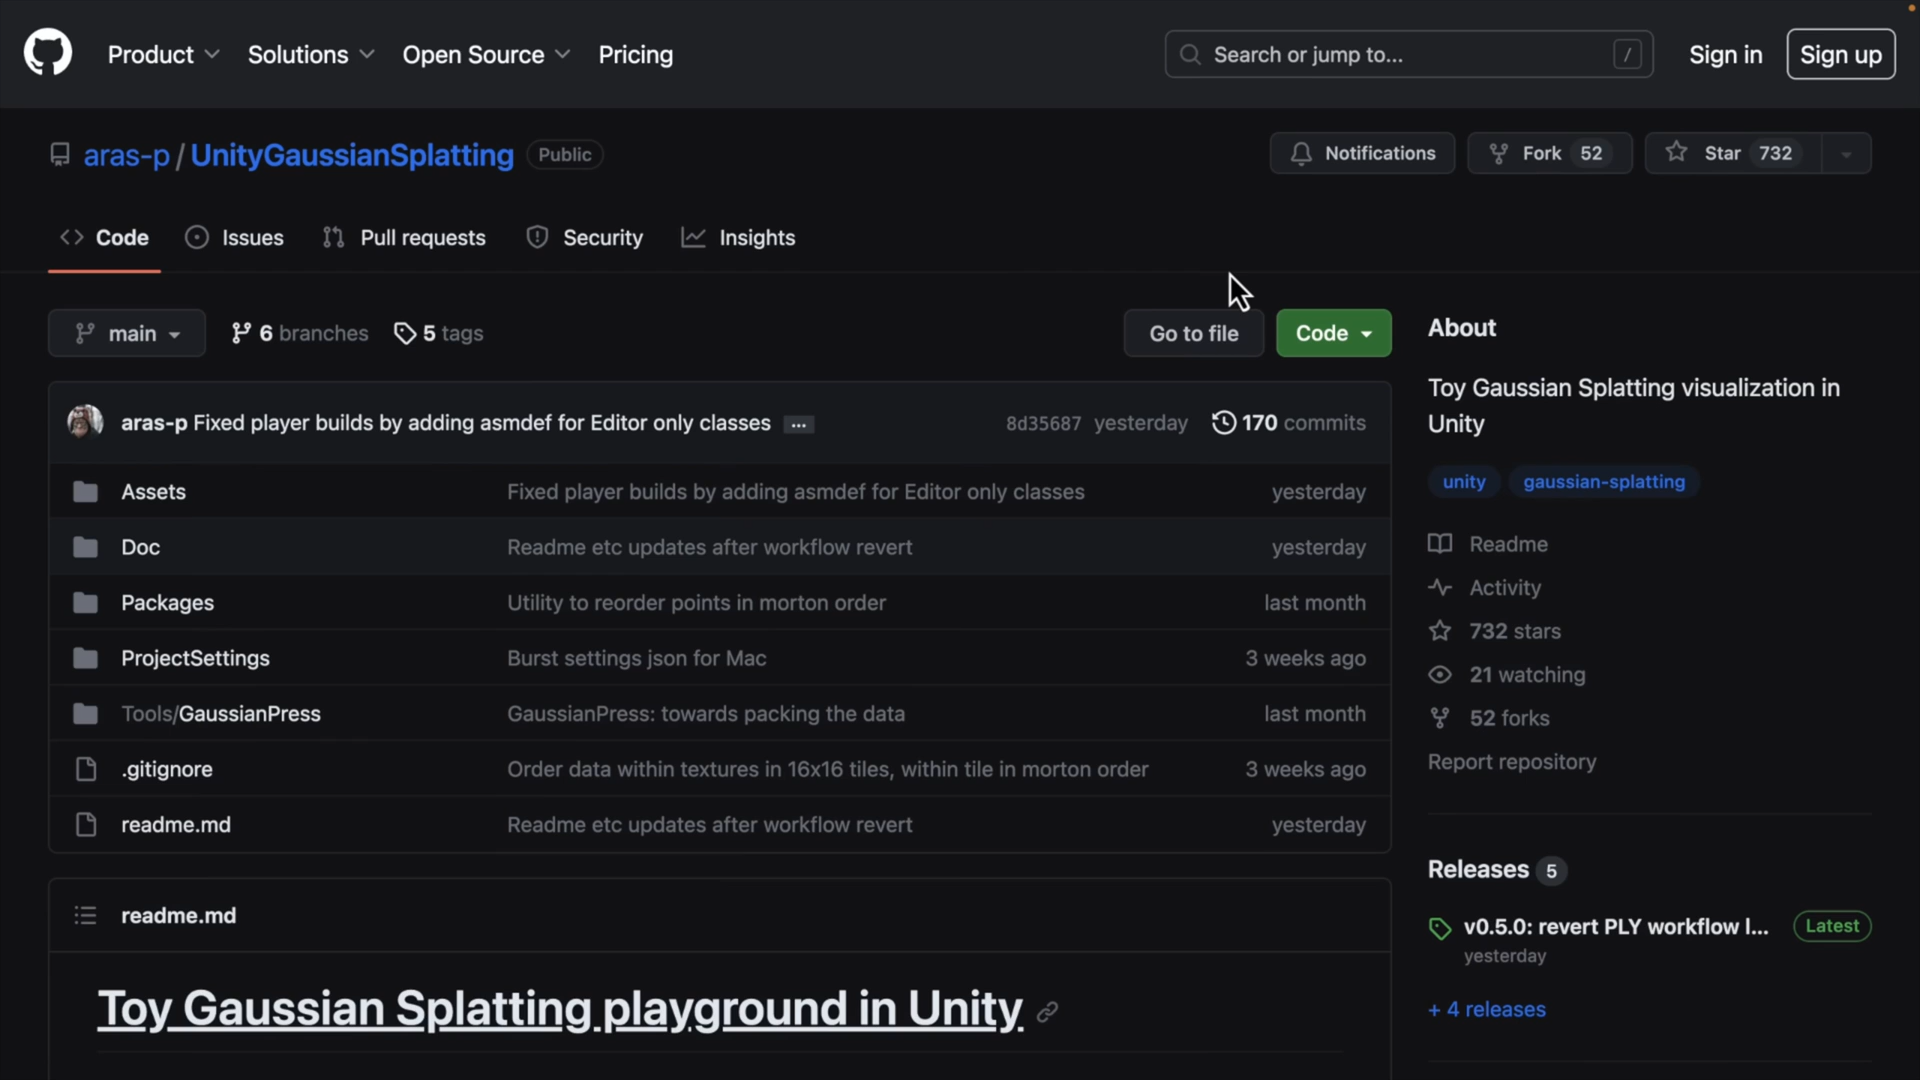 Product Solutions Open Source Pricing Search or jump to... / Sign in Sign up
aras-p / UnityGaussianSplatting Public Notifications Fork 52 Star 732
Code Issues Pull requests Security Insights
main 6 branches 5 tags Go to file Code
aras-p Fixed player builds by adding asmdef for Editor only classes ... 8d35687 yesterday 170 commits
Assets Fixed player builds by adding asmdef for Editor only classes yesterday
Doc Readme etc updates after workflow revert yesterday
Packages Utility to reorder points in morton order last month
ProjectSettings Burst settings json for Mac 3 weeks ago
Tools/GaussianPress GaussianPress: towards packing the data last month
.gitignore Order data within textures in 16x16 tiles, within tile in morton order 3 weeks ago
readme.md Readme etc updates after workflow revert yesterday
readme.md
Toy Gaussian Splatting playground in Unity
About
Toy Gaussian Splatting visualization in
Unity
unity gaussian-splatting
Readme
Activity
732 stars
21 watching
52 forks
Report repository
Releases 5
v0.5.0: revert PLY workflow l... Latest
yesterday
+ 4 releases